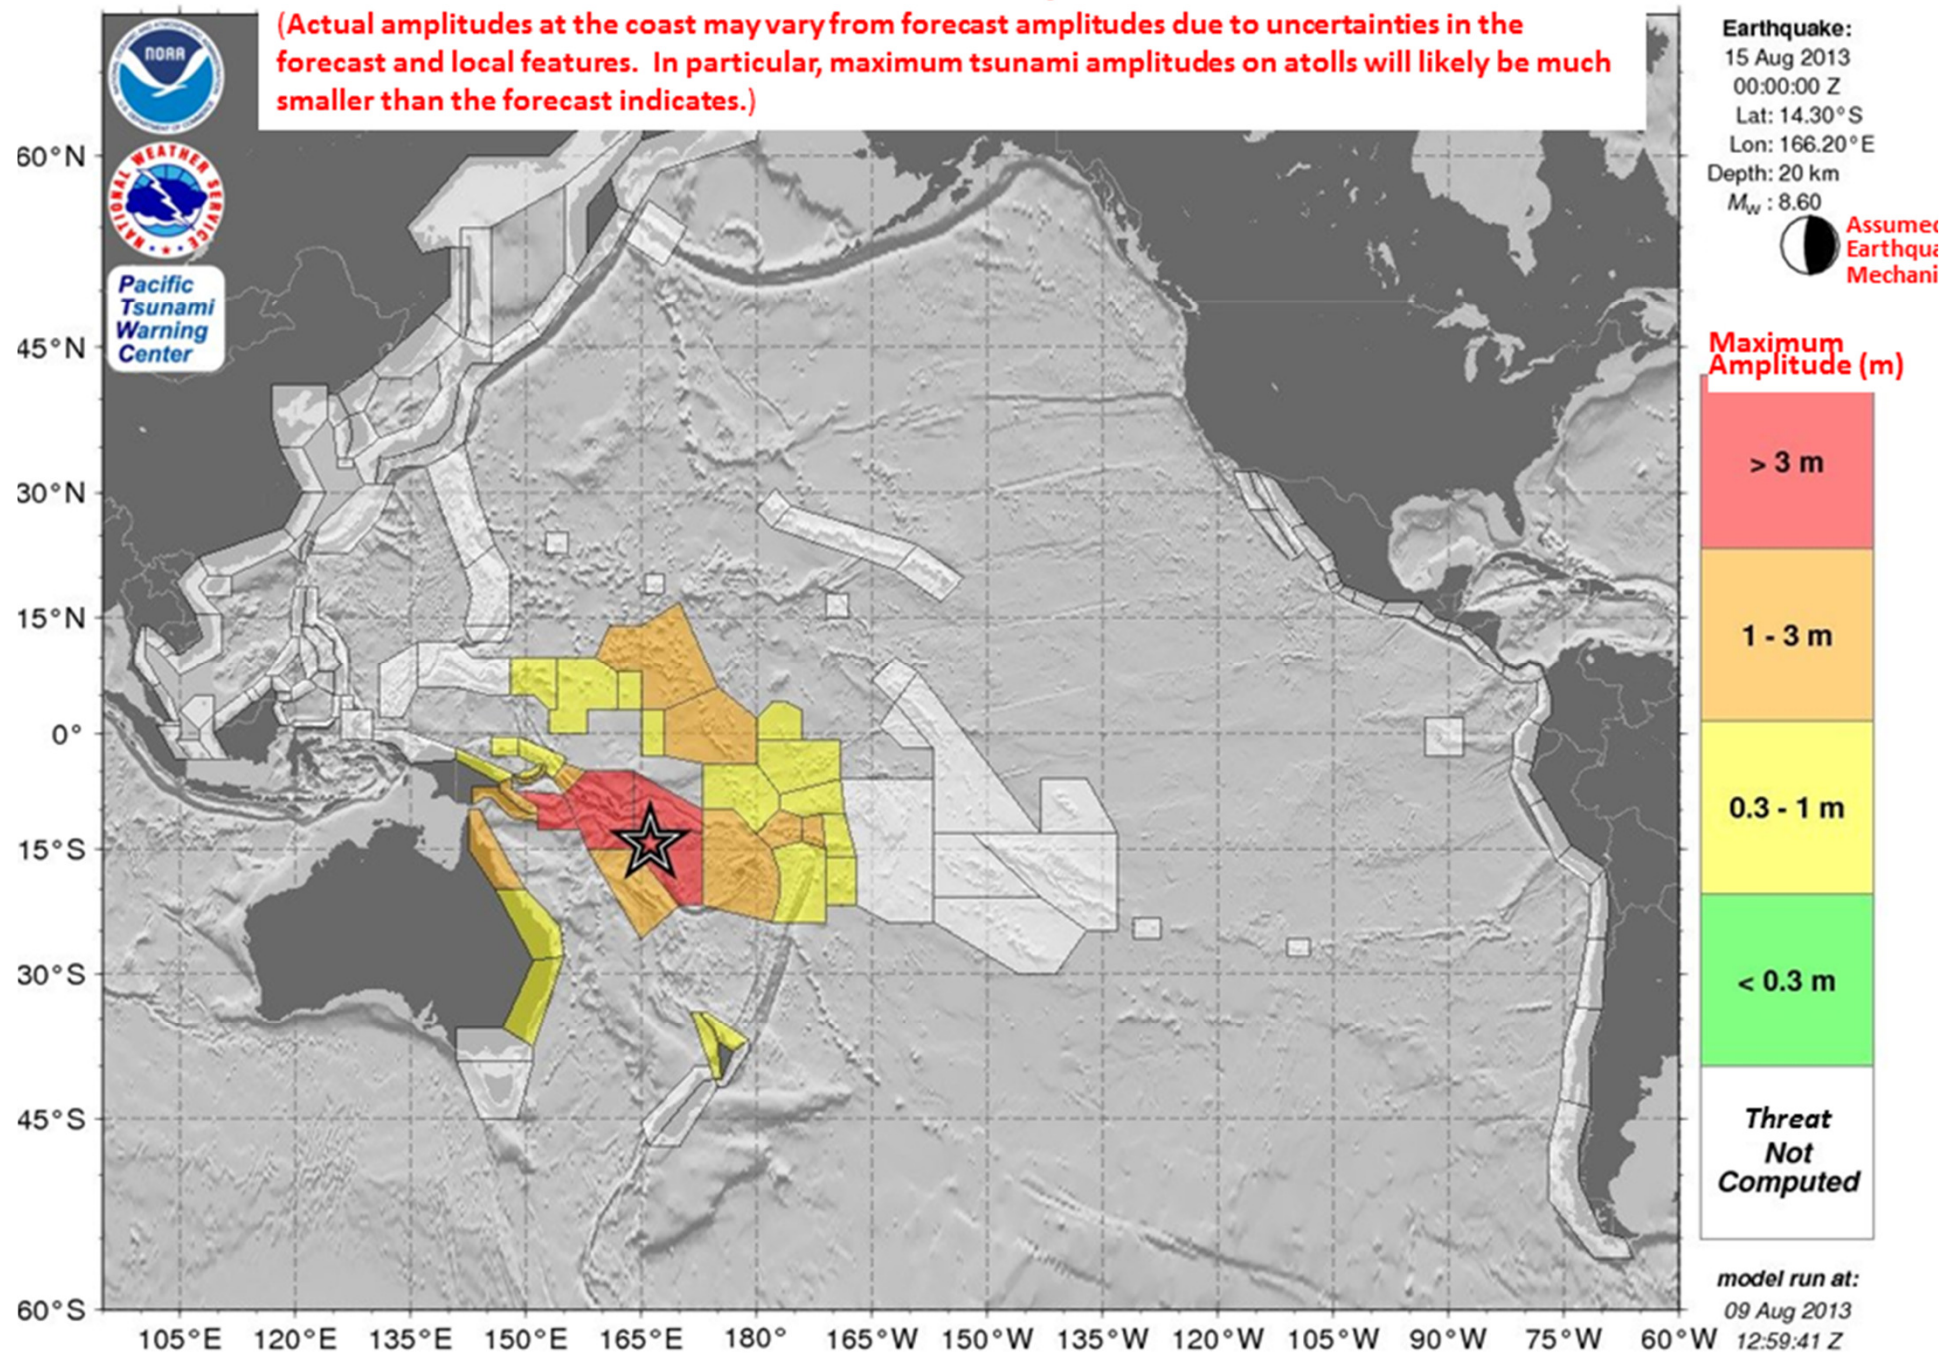 (Actual amplitudes at the coast may vary from forecast amplitudes due to uncertainties in the
forecast and local features. In particular, maximum tsunami amplitudes on atolls will likely be much
smaller than the forecast indicates.)
NOAA
NATIONAL WEATHER SERVICE
Pacific
Tsunami
Warning
Center
Earthquake:
15 Aug 2013
00:00:00 Z
Lat: 14.30°S
Lon: 166.20°E
Depth: 20 km
Mw : 8.60
Assumed
Earthqua
Mechani
Maximum
Amplitude (m)
> 3 m
1 - 3 m
0.3 - 1 m
< 0.3 m
Threat
Not
Computed
model run at:
09 Aug 2013
12:59:41 Z
60°N
45°N
30°N
15°N
0°
15°S
30°S
45°S
60°S
105°E 120°E 135°E 150°E 165°E 180° 165°W 150°W 135°W 120°W 105°W 90°W 75°W 60°W